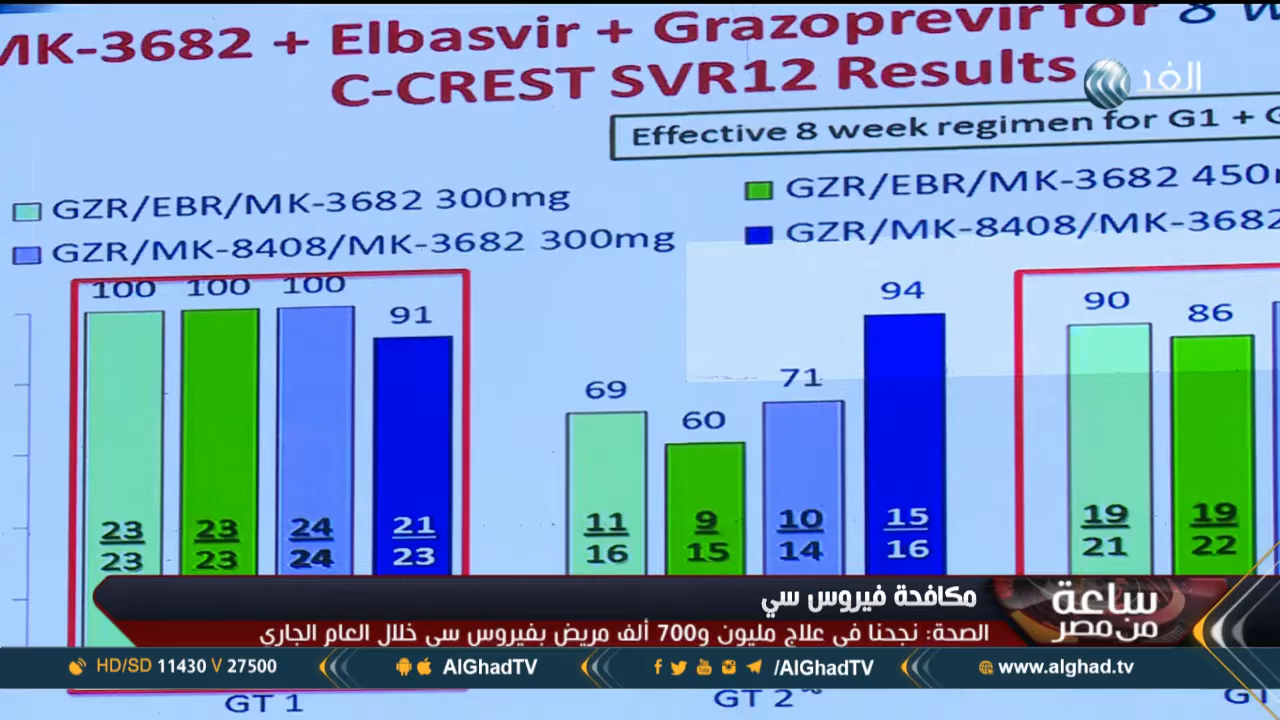 MK-3682 + Elbasvir + Grazoprevir for 8
C-CREST SVR12 Results
الغد
Effective 8 week regimen for G1 +
GZR/EBR/MK-3682 300mg
GZR/EBR/MK-3682 450
GZR/MK-8408/MK-3682 300mg
GZR/MK-8408/MK-3682
100 100 100 91
69 60 71 94
90 86
23 23 24 21
23 23 24 23
11 9 10 15
16 15 14 16
19 19
21 22
مكافحة فيروس سي
ساعة
من مصر
الصحة: نجحنا فى علاج مليون و700 ألف مريض بفيروس سى خلال العام الجارى
HD/SD 11430 V 27500
AlGhadTV
/AlGhadTV
www.alghad.tv
GT 1
GT 2